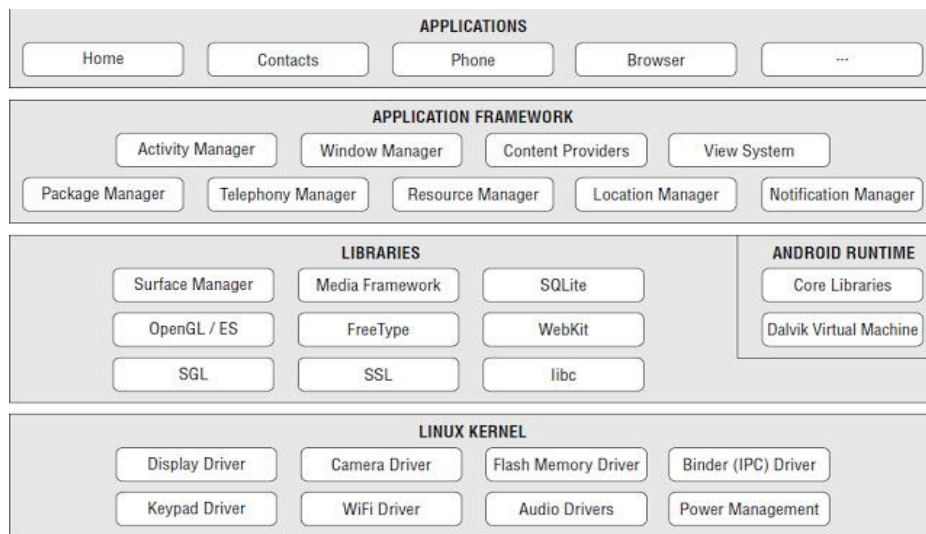 APPLICATIONS
Home Contacts Phone Browser ---
APPLICATION FRAMEWORK
Activity Manager Window Manager Content Providers View System
Package Manager Telephony Manager Resource Manager Location Manager Notification Manager
LIBRARIES ANDROID RUNTIME
Surface Manager Media Framework SQLite Core Libraries
OpenGL / ES FreeType WebKit Dalvik Virtual Machine
SGL SSL libc
LINUX KERNEL
Display Driver Camera Driver Flash Memory Driver Binder (IPC) Driver
Keypad Driver WiFi Driver Audio Drivers Power Management